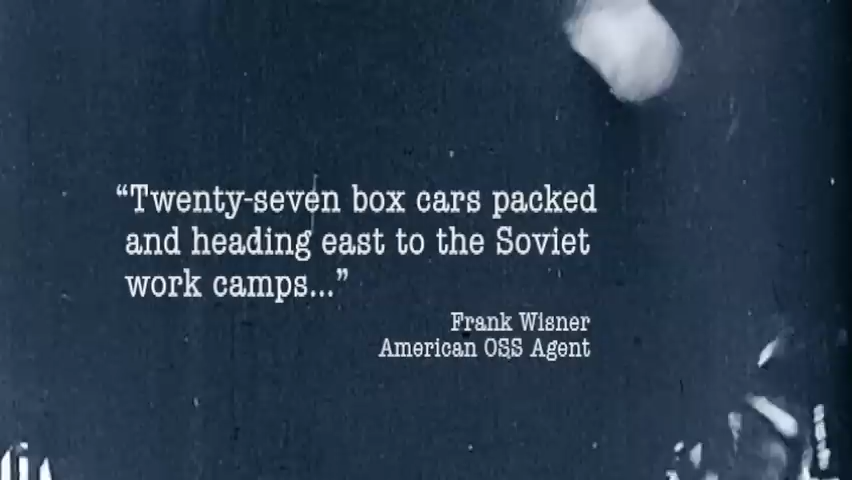 “Twenty-seven box cars packed
and heading east to the Soviet
work camps...”
Frank Wisner
American OSS Agent